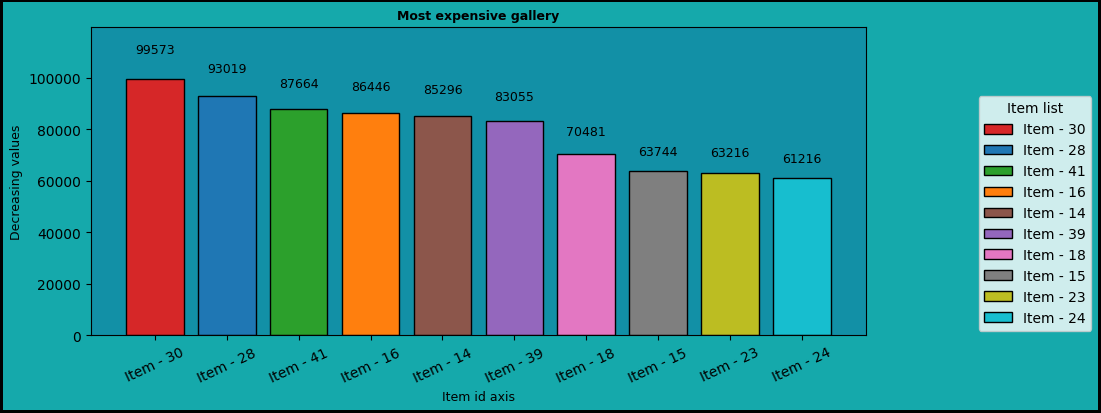 Most expensive gallery
Decreasing values
100000
80000
60000
40000
20000
0
99573
93019
87664
86446
85296
83055
70481
63744
63216
61216
Item - 30
Item - 28
Item - 41
Item - 16
Item - 14
Item - 39
Item - 18
Item - 15
Item - 23
Item - 24
Item id axis
Item list
Item - 30
Item - 28
Item - 41
Item - 16
Item - 14
Item - 39
Item - 18
Item - 15
Item - 23
Item - 24